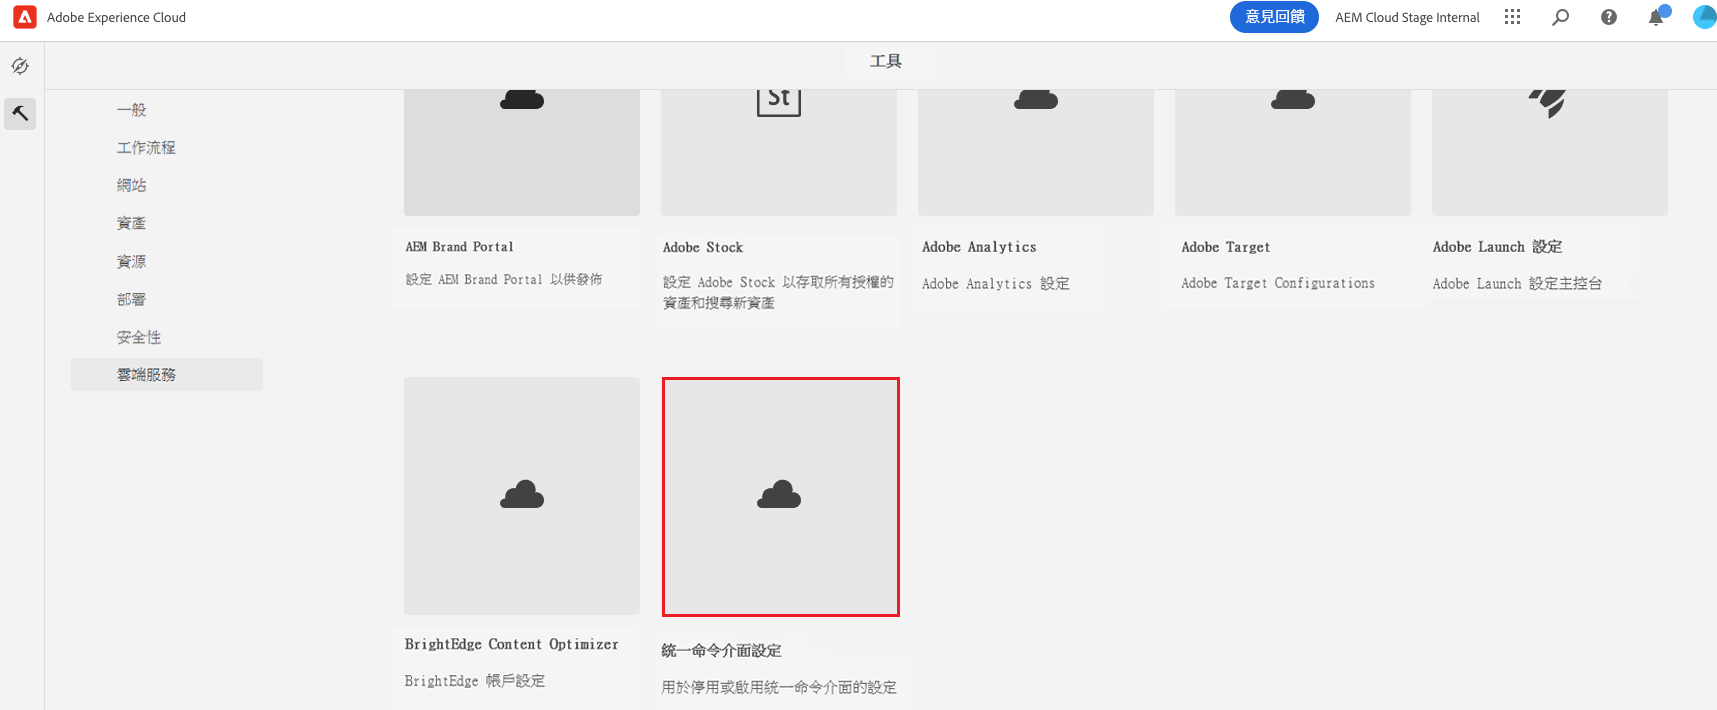 Adobe Experience Cloud
意見回饋
AEM Cloud Stage Internal
工具
一般
工作流程
網站
資產
資源
部署
安全性
雲端服務
St
AEM Brand Portal
設定 AEM Brand Portal 以供發佈
Adobe Stock
設定 Adobe Stock 以存取所有授權的
資產和搜尋新資產
Adobe Analytics
Adobe Analytics 設定
Adobe Target
Adobe Target Configurations
Adobe Launch 設定
Adobe Launch 設定主控台
BrightEdge Content Optimizer
BrightEdge 帳戶設定
統一命令介面設定
用於停用或啟用統一命令介面的設定